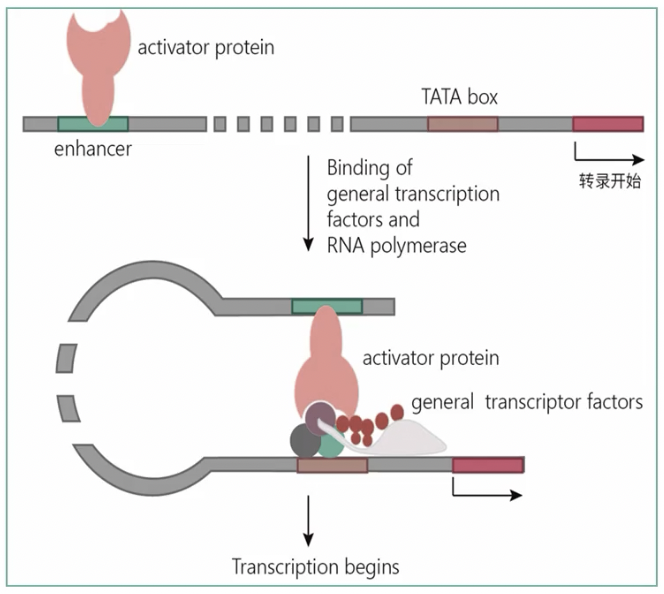 activator protein
TATA box
enhancer
转录开始
Binding of
general transcription
factors and
RNA polymerase
activator protein
general transcriptor factors
Transcription begins